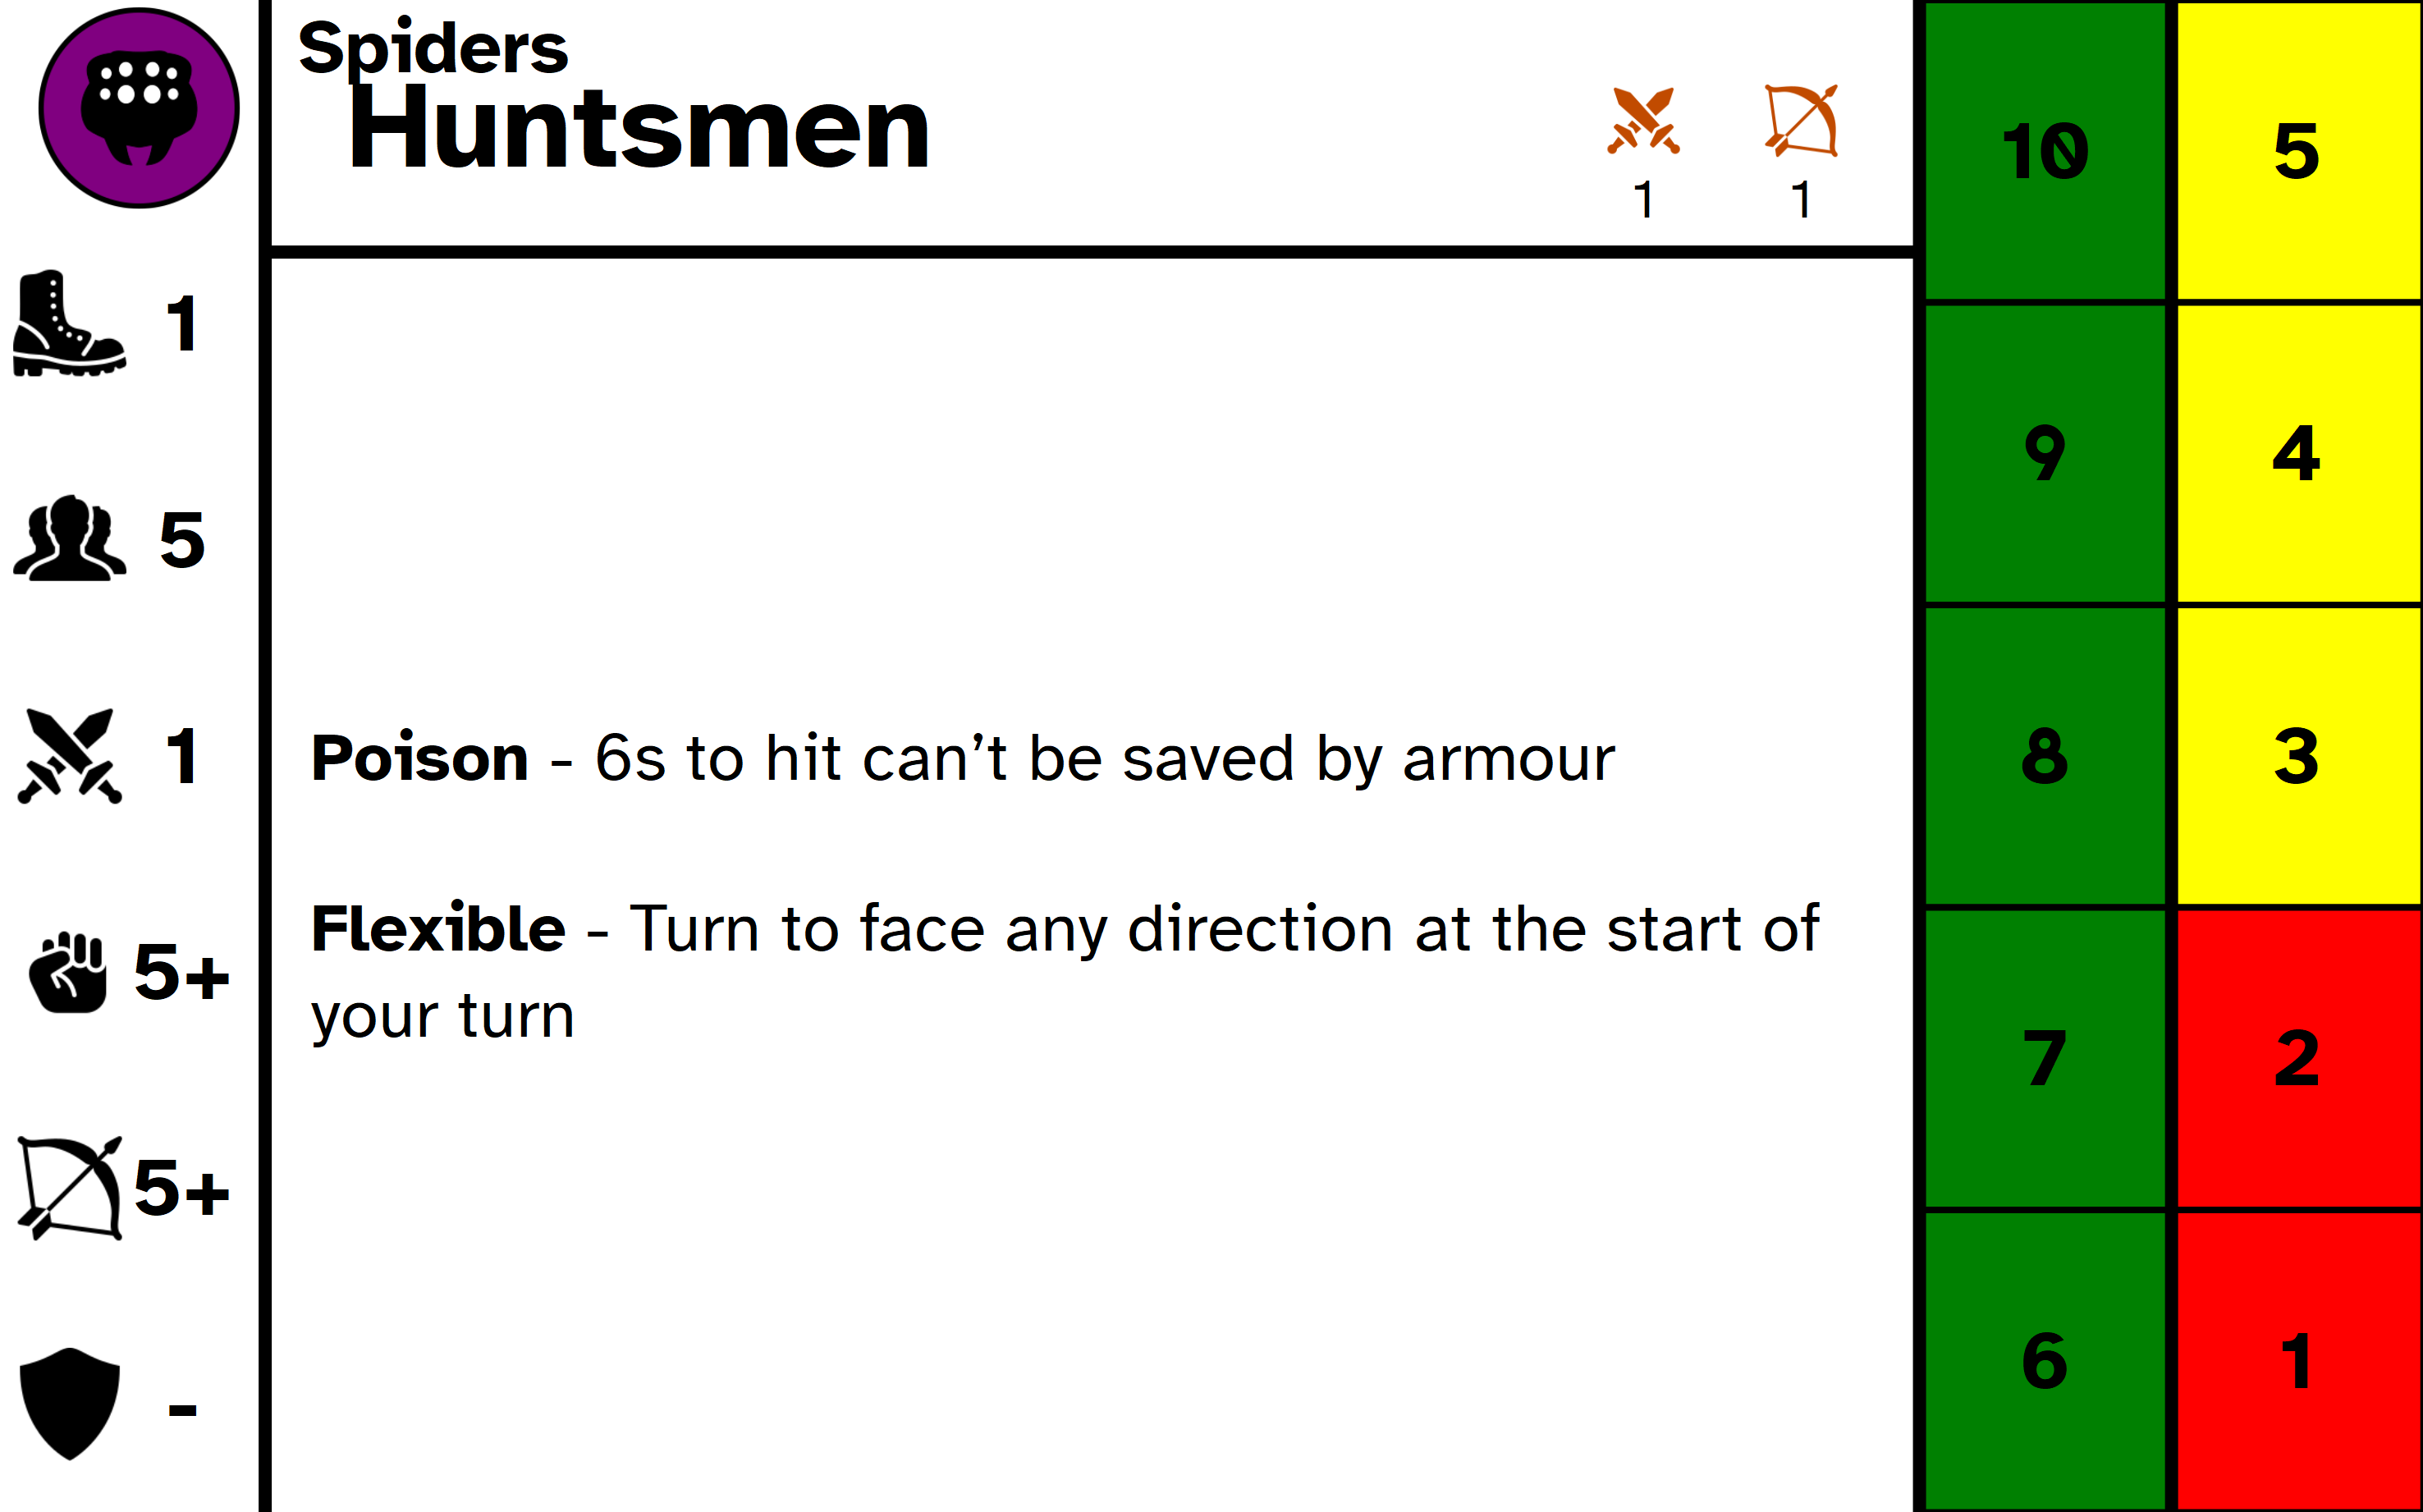 Spiders
Huntsmen
1 1
1
5
1
5+
5+
-
Poison - 6s to hit can’t be saved by armour
Flexible - Turn to face any direction at the start of
your turn
10 5
9 4
8 3
7 2
6 1